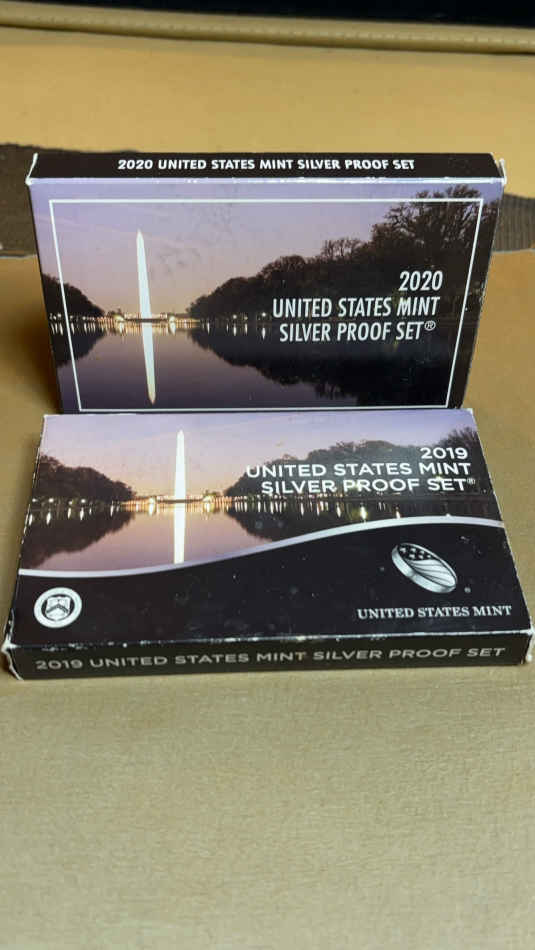 2020 UNITED STATES MINT SILVER PROOF SET
2020
UNITED STATES MINT
SILVER PROOF SET®
2019
UNITED STATES MINT
SILVER PROOF SET®
UNITED STATES MINT
2019 UNITED STATES MINT SILVER PROOF SET